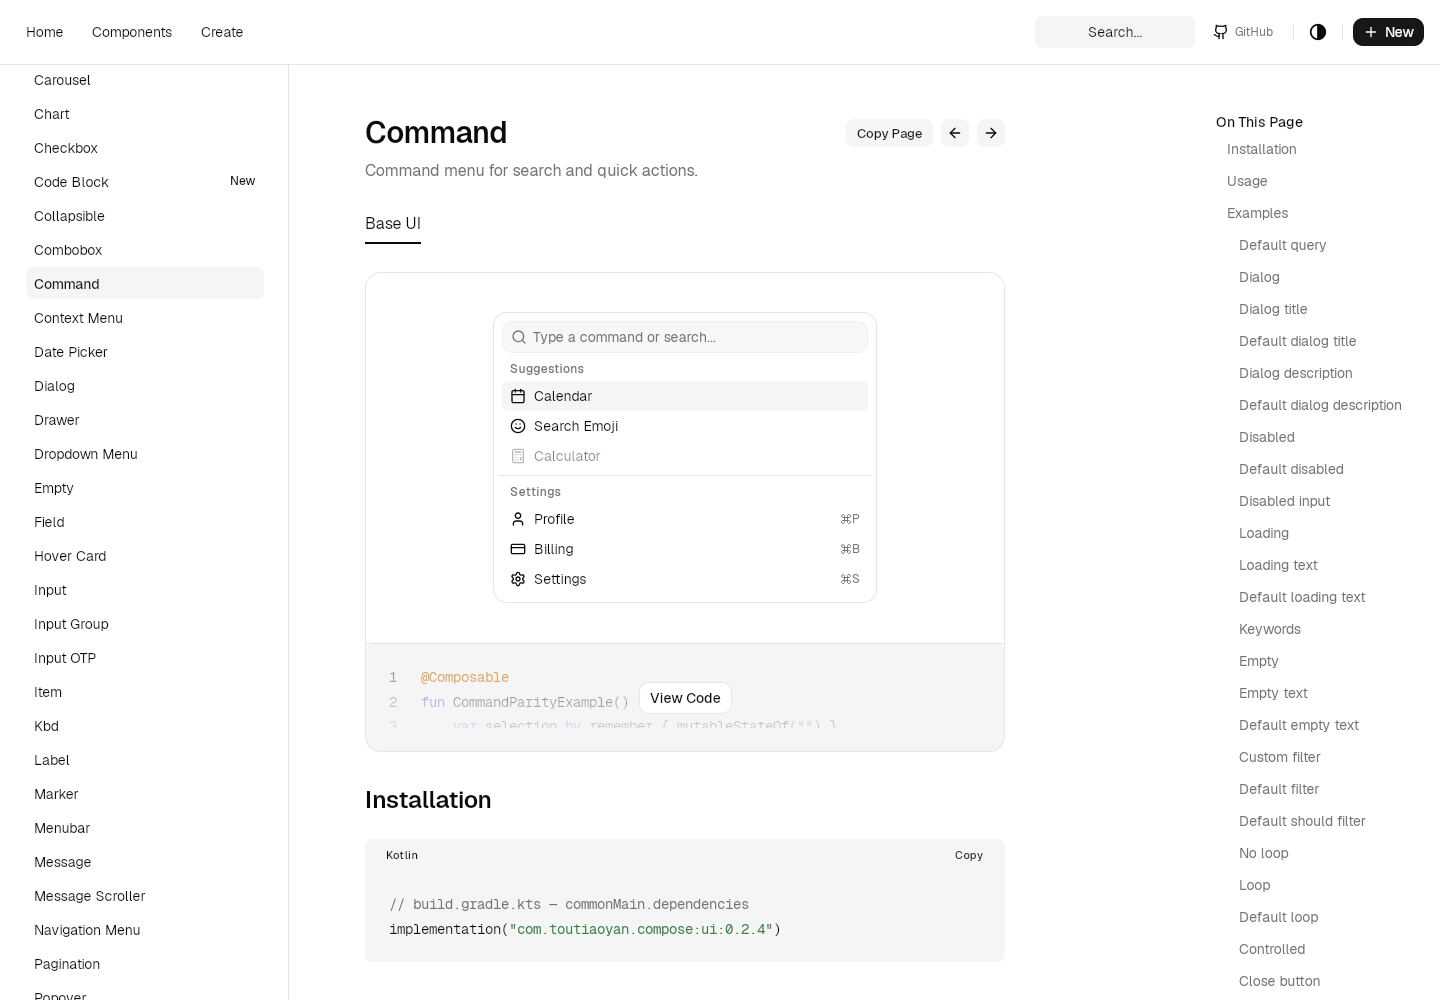 Home
Components
Create
Search...
GitHub
New
Carousel
Chart
Checkbox
Code Block
New
Collapsible
Combobox
Command
Context Menu
Date Picker
Dialog
Drawer
Dropdown Menu
Empty
Field
Hover Card
Input
Input Group
Input OTP
Item
Kbd
Label
Marker
Menubar
Message
Message Scroller
Navigation Menu
Pagination
Popover
Command
Copy Page
Command menu for search and quick actions.
Base UI
Type a command or search...
Suggestions
Calendar
Search Emoji
Calculator
Settings
Profile ⌘P
Billing ⌘B
Settings ⌘S
1 @Composable
2 fun CommandParityExample()
View Code
3 var selection by remember { mutableStateOf("") }
Installation
Kotlin
Copy
// build.gradle.kts — commonMain.dependencies
implementation("com.toutiaoyan.compose:ui:0.2.4")
On This Page
Installation
Usage
Examples
Default query
Dialog
Dialog title
Default dialog title
Dialog description
Default dialog description
Disabled
Default disabled
Disabled input
Loading
Loading text
Default loading text
Keywords
Empty
Empty text
Default empty text
Custom filter
Default filter
Default should filter
No loop
Loop
Default loop
Controlled
Close button